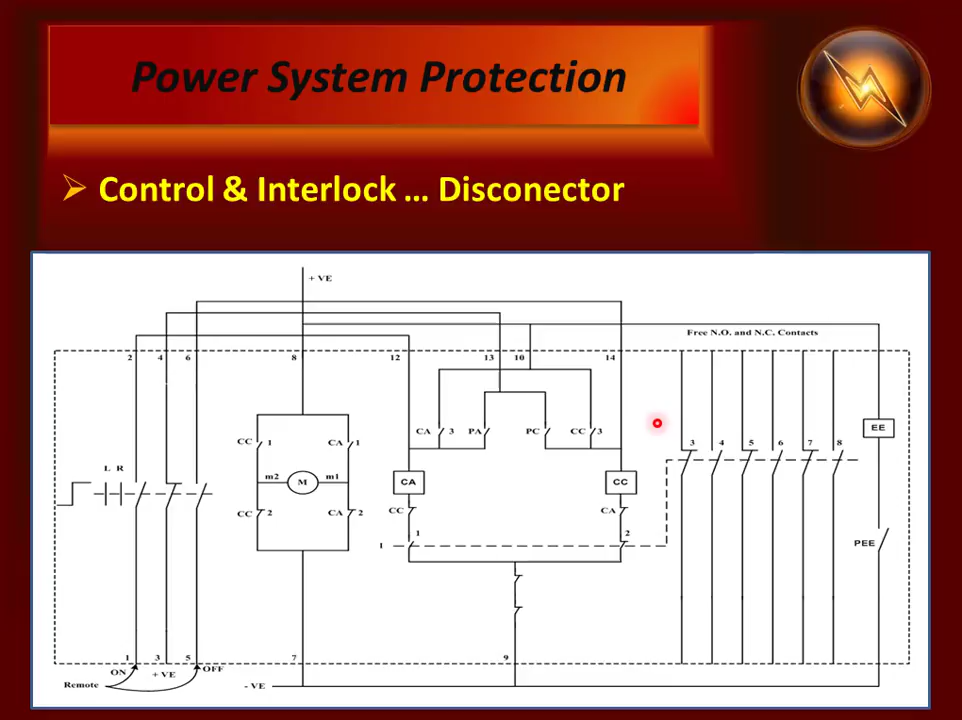 Power System Protection
Control & Interlock ... Disconector
+ VE
Free N.O. and N.C. Contacts
2 4 6 8 12 13 10 14
CC 1 CA 1 CA 3 PA PC CC 3 3 4 5 6 7 8 EE
L R m2 M m1 CA CC
CC 2 CA 2 CC CA
1 1 2 PEE
1 3 5 7 9
ON + VE OFF
Remote - VE